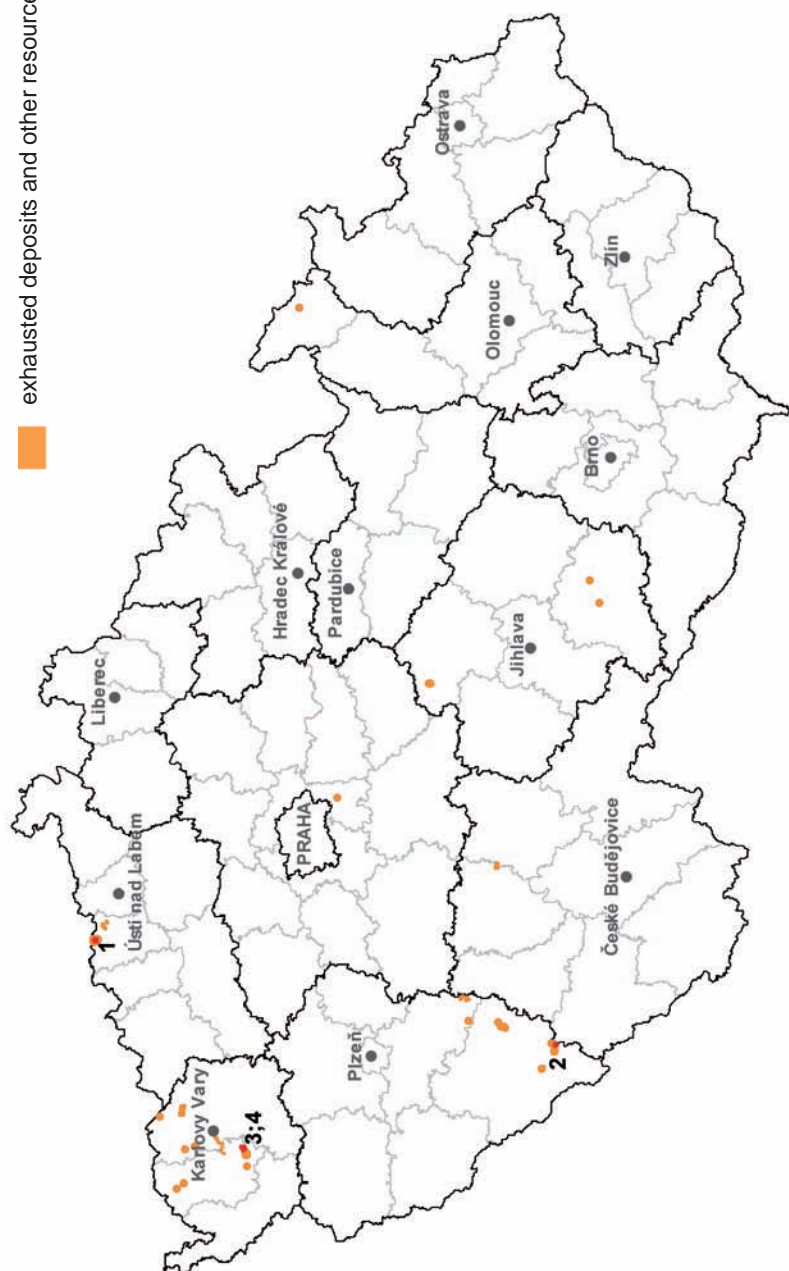 exhausted deposits and other resource
Liberec
Ústí nad Labem
Karlovy Vary
Hradec Králové
PRAHA
Pardubice
Plzeň
Ostrava
Olomouc
Jihlava
Brno
Zlín
České Budějovice
1
2
3;4